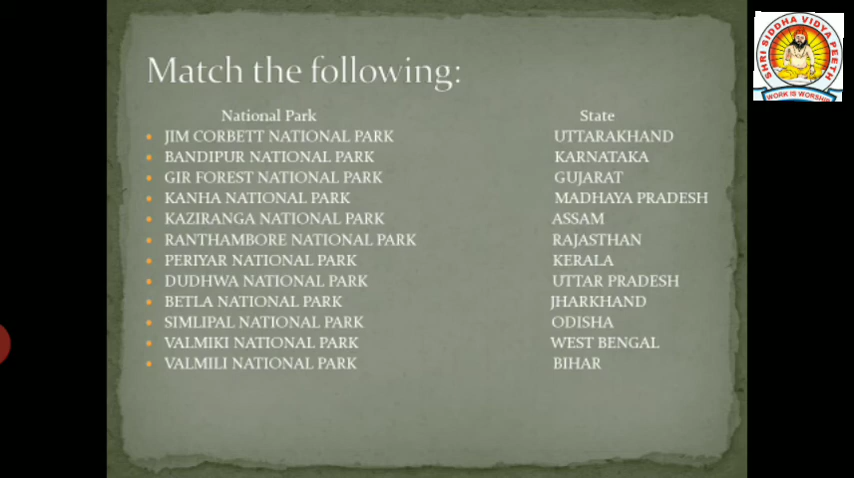 Match the following:
National Park State
JIM CORBETT NATIONAL PARK UTTARAKHAND
BANDIPUR NATIONAL PARK KARNATAKA
GIR FOREST NATIONAL PARK GUJARAT
KANHA NATIONAL PARK MADHAYA PRADESH
KAZIRANGA NATIONAL PARK ASSAM
RANTHAMBORE NATIONAL PARK RAJASTHAN
PERIYAR NATIONAL PARK KERALA
DUDHWA NATIONAL PARK UTTAR PRADESH
BETLA NATIONAL PARK JHARKHAND
SIMLIPAL NATIONAL PARK ODISHA
VALMIKI NATIONAL PARK WEST BENGAL
VALMILI NATIONAL PARK BIHAR
SHRI SIDDHA VIDYA PEETH
WORK IS WORSHIP